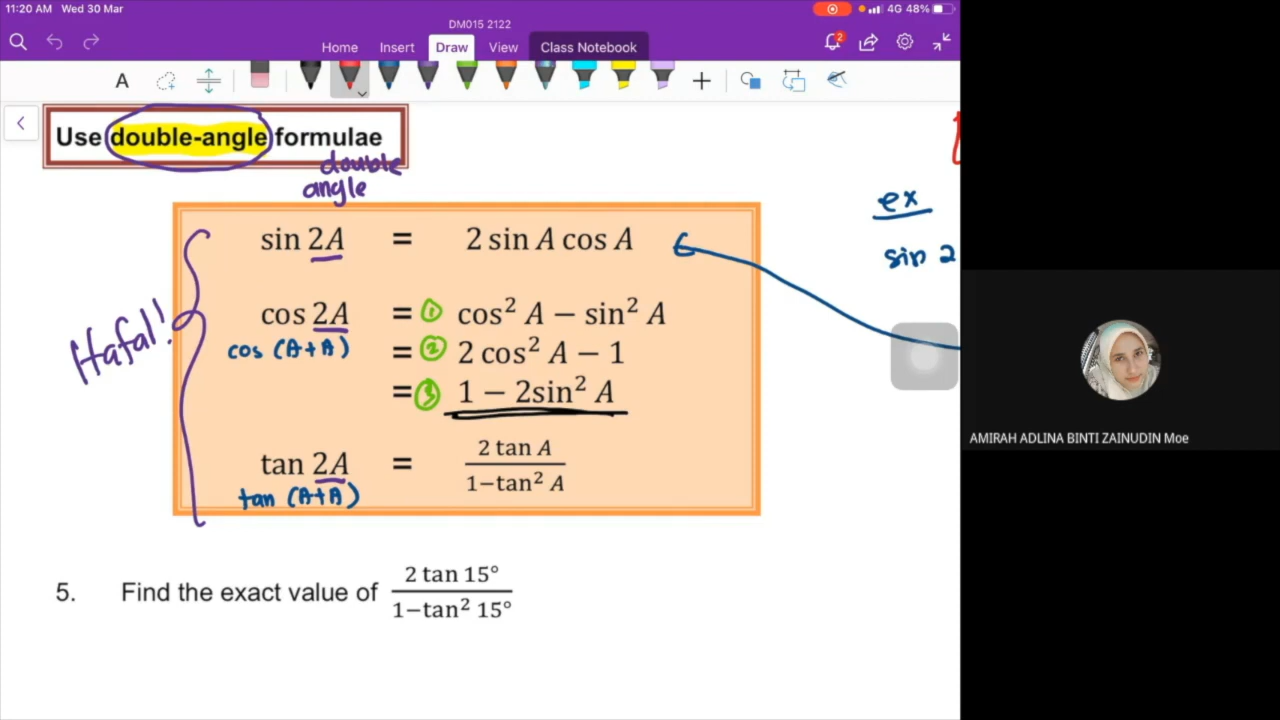 11:20 AM Wed 30 Mar
4G 48%
DM015 2122
Home Insert Draw View Class Notebook
2
A
Use double-angle formulae
double
angle
ex
sin 2
Hafal!
sin 2A = 2 sin A cos A
cos 2A = ① cos² A − sin² A
cos (A+A) = ② 2 cos² A − 1
= ③ 1 − 2sin² A
tan 2A = 2 tan A / 1−tan² A
tan (A+A)
5. Find the exact value of 2 tan 15° / 1−tan² 15°
AMIRAH ADLINA BINTI ZAINUDIN Moe